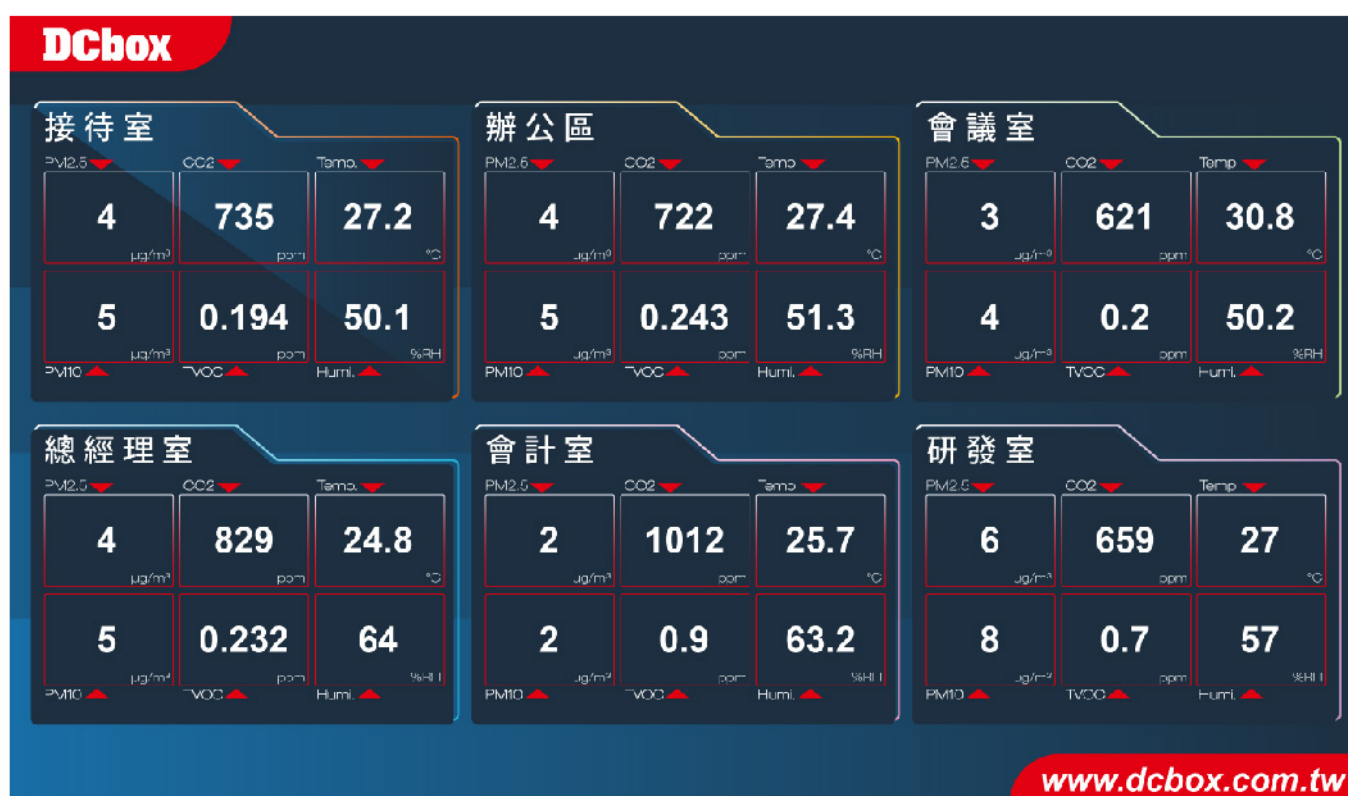 DCbox
接待室
PM2.5 CO2 Temp.
4 735 27.2
µg/m³ ppm °C
5 0.194 50.1
µg/m³ ppm %RH
PM10 TVOC Humi.
辦公區
PM2.5 CO2 Temp
4 722 27.4
µg/m³ ppm °C
5 0.243 51.3
µg/m³ ppm %RH
PM10 TVOC Humi.
會議室
PM2.5 CO2 Temp
3 621 30.8
µg/m³ ppm °C
4 0.2 50.2
µg/m³ ppm %RH
PM10 TVOC Humi.
總經理室
PM2.5 CO2 Temp.
4 829 24.8
µg/m³ ppm °C
5 0.232 64
µg/m³ ppm %RH
PM10 TVOC Humi.
會計室
PM2.5 CO2 Temp
2 1012 25.7
µg/m³ ppm °C
2 0.9 63.2
µg/m³ ppm %RH
PM10 TVOC Humi.
研發室
PM2.5 CO2 Temp
6 659 27
µg/m³ ppm °C
8 0.7 57
µg/m³ ppm %RH
PM10 TVOC Humi.
www.dcbox.com.tw